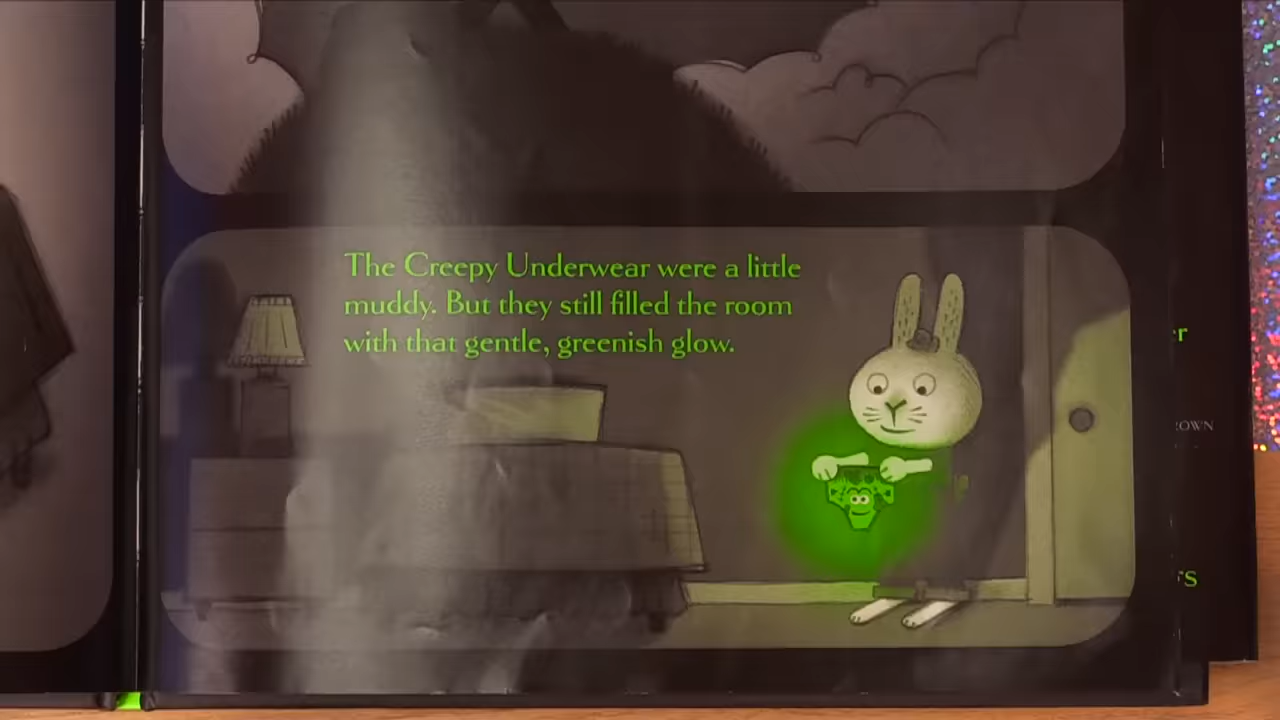 The Creepy Underwear were a little
muddy. But they still filled the room
with that gentle, greenish glow.